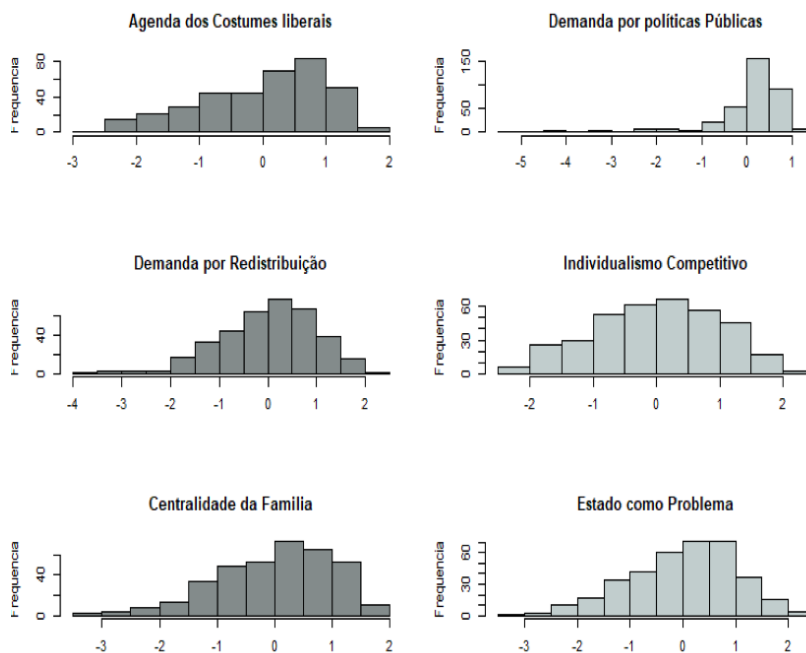 Agenda dos Costumes liberais
Frequencia
0 40 80
-3 -2 -1 0 1 2
Demanda por políticas Públicas
Frequencia
0 50 150
-5 -4 -3 -2 -1 0 1
Demanda por Redistribuição
Frequencia
0 40
-4 -3 -2 -1 0 1 2
Individualismo Competitivo
Frequencia
0 30 60
-2 -1 0 1 2
Centralidade da Familia
Frequencia
0 40
-3 -2 -1 0 1 2
Estado como Problema
Frequencia
0 30 60
-3 -2 -1 0 1 2